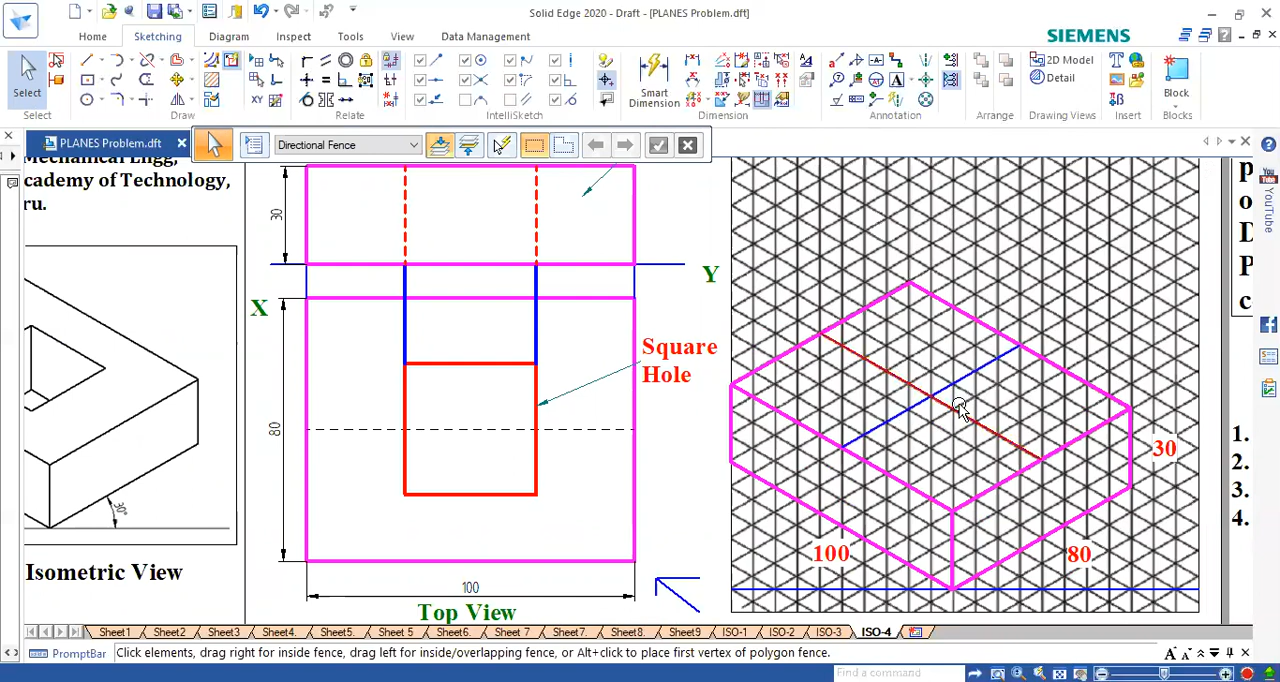 Solid Edge 2020 - Draft - [PLANES Problem.dft]
Home Sketching Diagram Inspect Tools View Data Management
SIEMENS
Select
Smart Dimension
2D Model
Detail
Block
Select Draw Relate IntelliSketch Dimension Annotation Arrange Drawing Views Insert Blocks
PLANES Problem.dft
Directional Fence
cademy of Technology,
ru.
30
X
Y
80
Square
Hole
100
Top View
30°
Isometric View
30
100
80
1.
2.
3.
4.
YouTube
Sheet1 Sheet2 Sheet3 Sheet4. Sheet5. Sheet 5 Sheet6. Sheet 7 Sheet7. Sheet8. Sheet9 ISO-1 ISO-2 ISO-3 ISO-4
PromptBar
Click elements, drag right for inside fence, drag left for inside/overlapping fence, or Alt+click to place first vertex of polygon fence.
Find a command